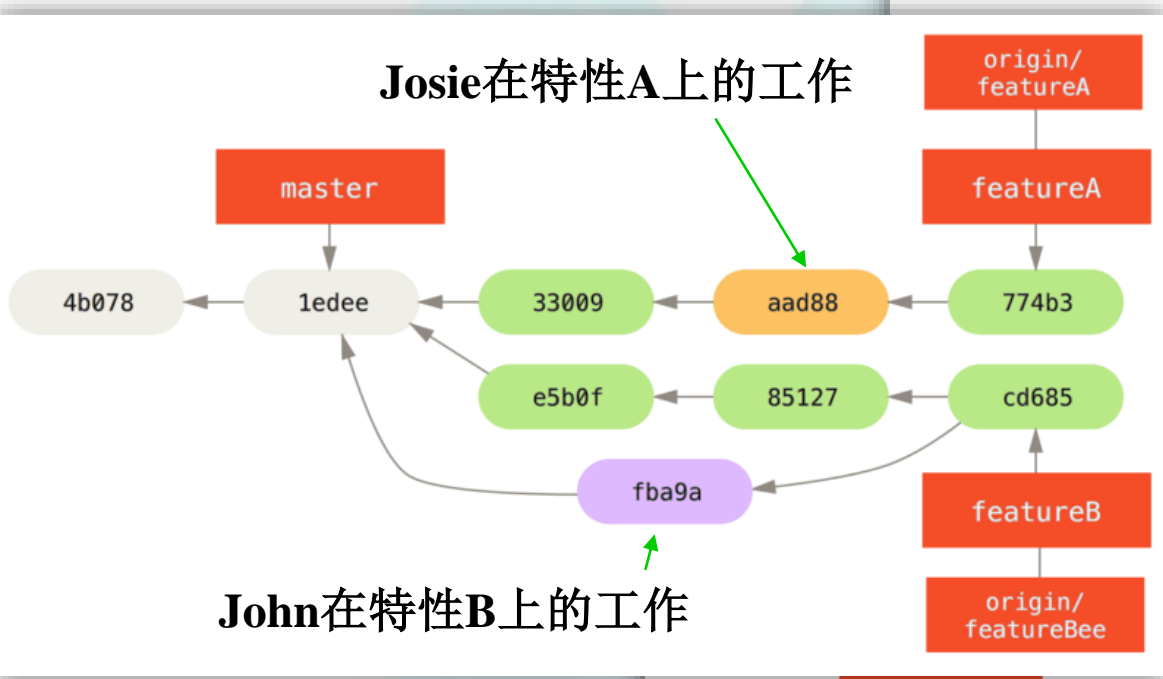 Josie在特性A上的工作
origin/
featureA
master
featureA
4b078
1edee
33009
aad88
774b3
e5b0f
85127
cd685
fba9a
featureB
John在特性B上的工作
origin/
featureBee